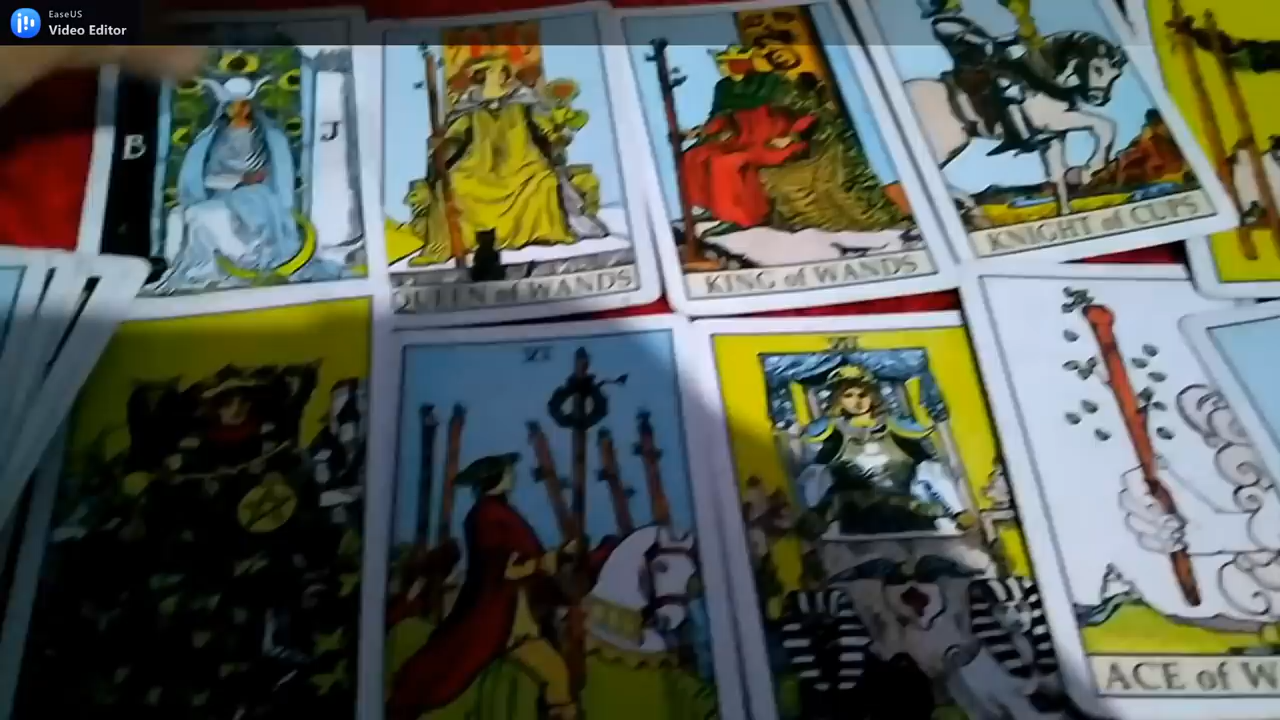 EaseUS
Video Editor
B
J
QUEEN of WANDS
KING of WANDS
KNIGHT of CUPS
VI
VII
ACE of W